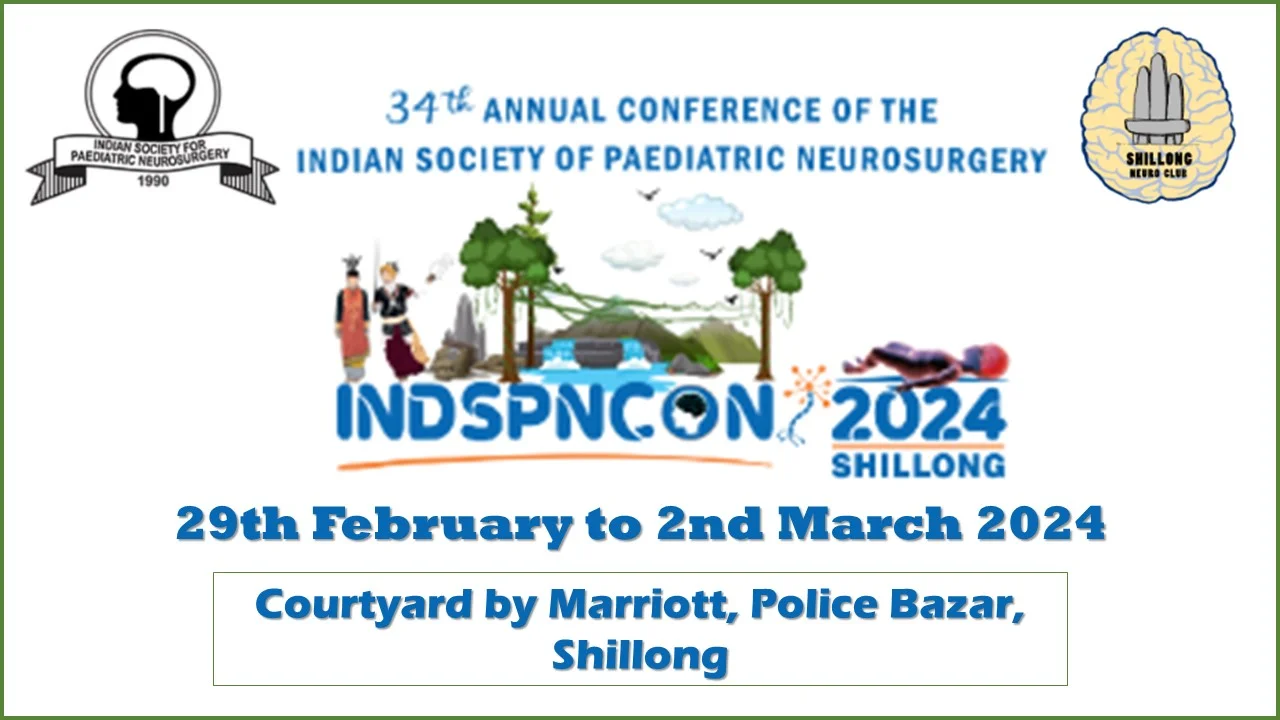 34th ANNUAL CONFERENCE OF THE
INDIAN SOCIETY OF PAEDIATRIC NEUROSURGERY
INDIAN SOCIETY FOR
PAEDIATRIC NEUROSURGERY
1990
SHILLONG
NEURO CLUB
INDSPNCON 2024
SHILLONG
29th February to 2nd March 2024
Courtyard by Marriott, Police Bazar,
Shillong